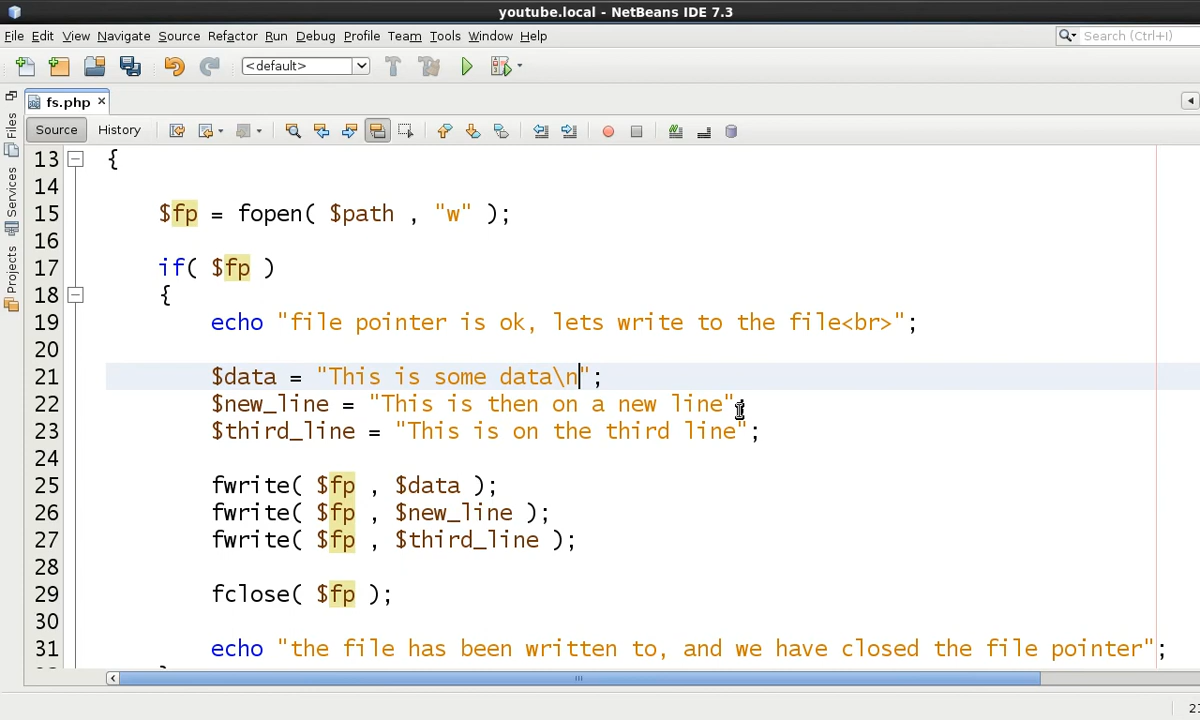 youtube.local - NetBeans IDE 7.3
File Edit View Navigate Source Refactor Run Debug Profile Team Tools Window Help
Search (Ctrl+I)
<default>
fs.php
Source History
Files
Services
Projects
13 {
14
15 $fp = fopen( $path , "w" );
16
17 if( $fp )
18 {
19 echo "file pointer is ok, lets write to the file<br>";
20
21 $data = "This is some data\n";
22 $new_line = "This is then on a new line";
23 $third_line = "This is on the third line";
24
25 fwrite( $fp , $data );
26 fwrite( $fp , $new_line );
27 fwrite( $fp , $third_line );
28
29 fclose( $fp );
30
31 echo "the file has been written to, and we have closed the file pointer";